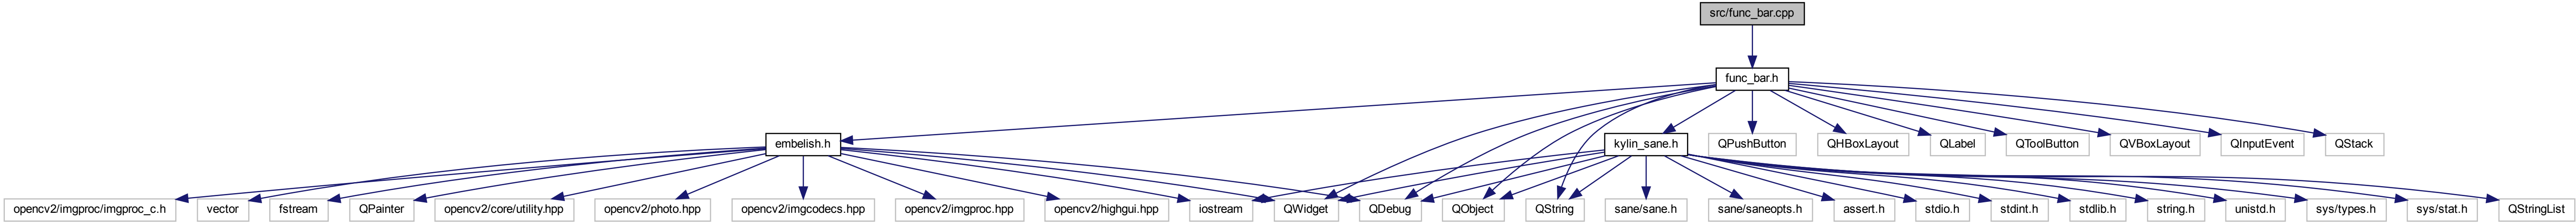 src/func_bar.cpp
func_bar.h
embelish.h
kylin_sane.h
QPushButton
QHBoxLayout
QLabel
QToolButton
QVBoxLayout
QInputEvent
QStack
opencv2/imgproc/imgproc_c.h
vector
fstream
QPainter
opencv2/core/utility.hpp
opencv2/photo.hpp
opencv2/imgcodecs.hpp
opencv2/imgproc.hpp
opencv2/highgui.hpp
iostream
QWidget
QDebug
QObject
QString
sane/sane.h
sane/saneopts.h
assert.h
stdio.h
stdint.h
stdlib.h
string.h
unistd.h
sys/types.h
sys/stat.h
QStringList